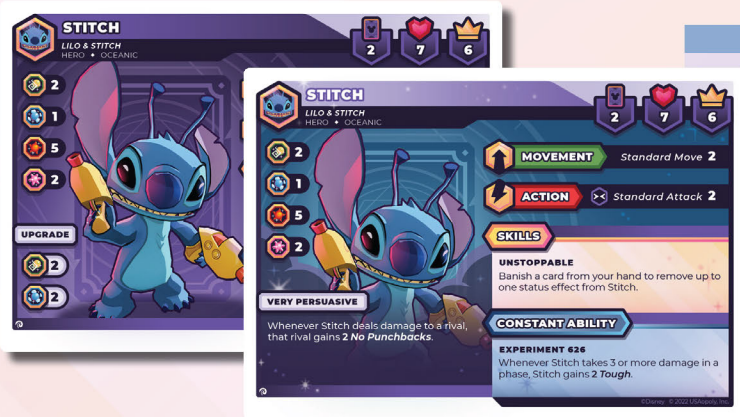 STITCH
LILO & STITCH
HERO ✦ OCEANIC
2 7 6
2
1
5
2
UPGRADE
2
2
STITCH
LILO & STITCH
HERO ✦ OCEANIC
2 7 6
2
1
5
2
VERY PERSUASIVE
Whenever Stitch deals damage to a rival,
that rival gains 2 No Punchbacks.
MOVEMENT Standard Move 2
ACTION Standard Attack 2
SKILLS
UNSTOPPABLE
Banish a card from your hand to remove up to
one status effect from Stitch.
CONSTANT ABILITY
EXPERIMENT 626
Whenever Stitch takes 3 or more damage in a
phase, Stitch gains 2 Tough.
©Disney © 2022 USAopoly, Inc.